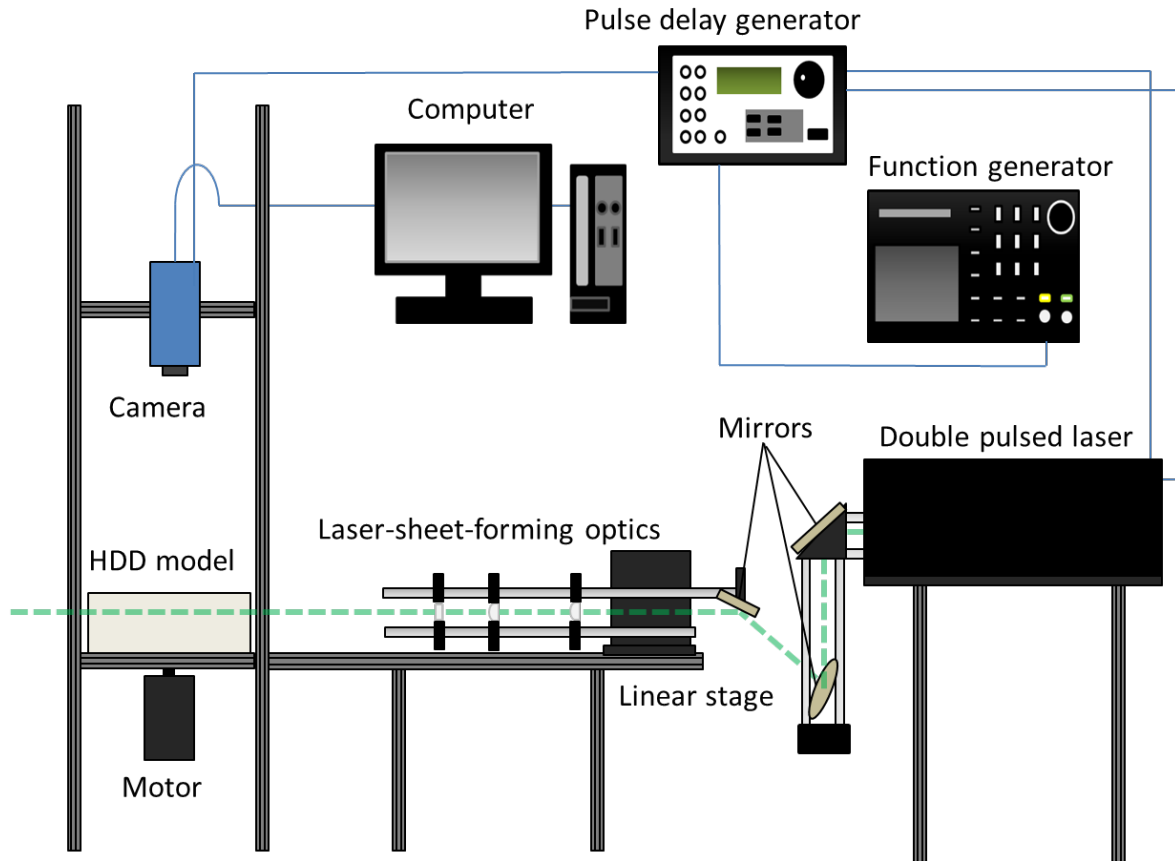 Pulse delay generator
Computer
Function generator
Camera
Mirrors
Double pulsed laser
Laser-sheet-forming optics
HDD model
Linear stage
Motor